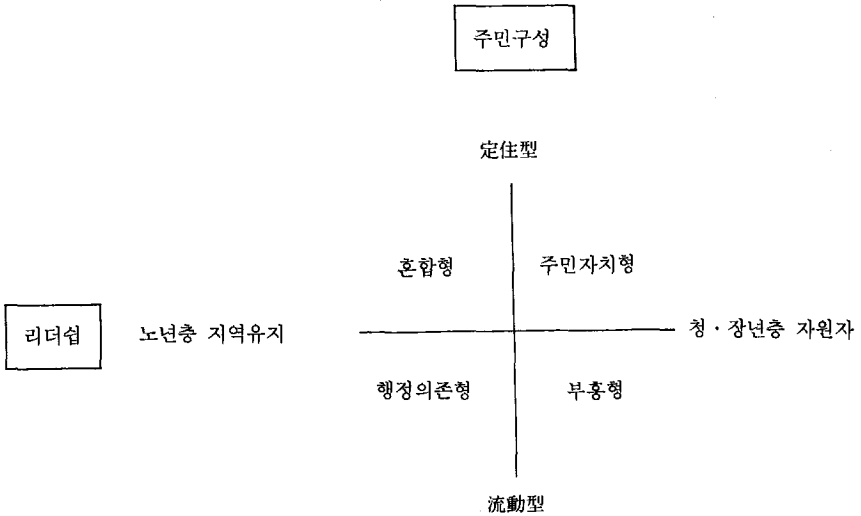 주민구성
定住型
혼합형 주민자치형
리더쉽 노년층 지역유지 청·장년층 자원자
행정의존형 부흥형
流動型